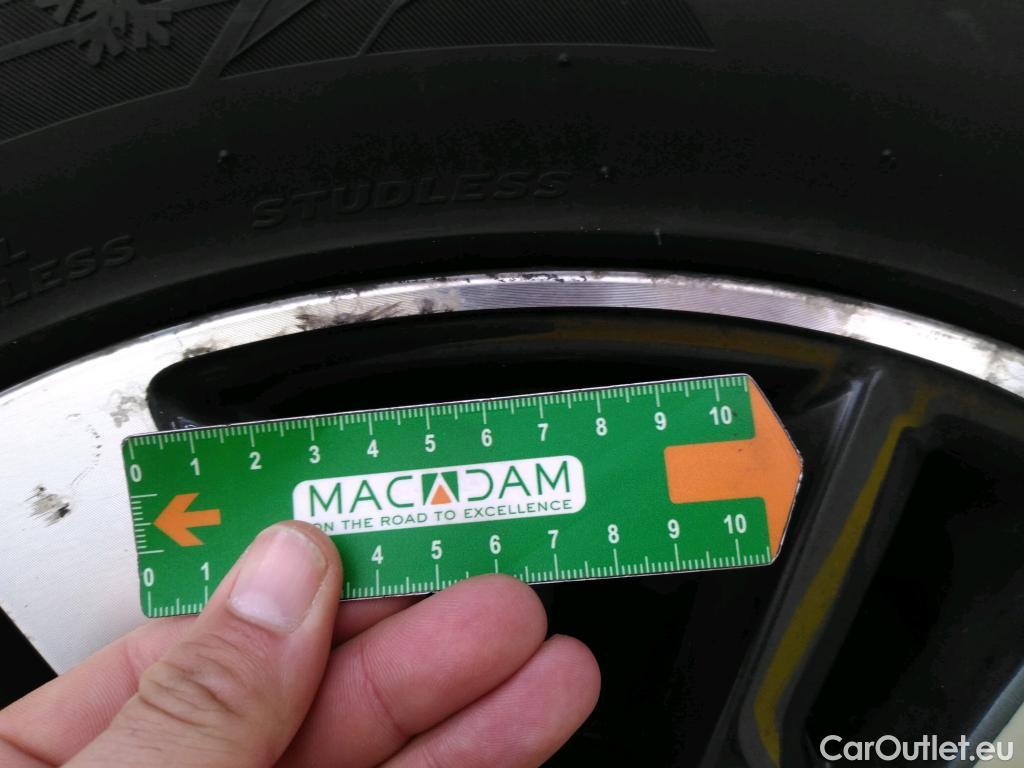 STUDLESS
LESS
0 1 2 3 4 5 6 7 8 9 10
MACADAM
ON THE ROAD TO EXCELLENCE
0 1 4 5 6 7 8 9 10
CarOutlet.eu